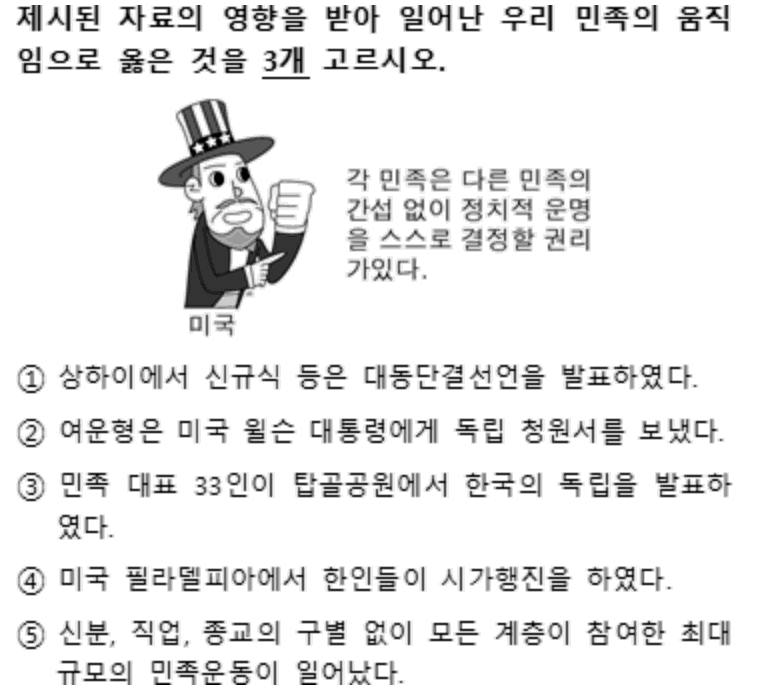 제시된 자료의 영향을 받아 일어난 우리 민족의 움직
임으로 옳은 것을 3개 고르시오.
각 민족은 다른 민족의
간섭 없이 정치적 운명
을 스스로 결정할 권리
가있다.
미국
① 상하이에서 신규식 등은 대동단결선언을 발표하였다.
② 여운형은 미국 윌슨 대통령에게 독립 청원서를 보냈다.
③ 민족 대표 33인이 탑골공원에서 한국의 독립을 발표하
였다.
④ 미국 필라델피아에서 한인들이 시가행진을 하였다.
⑤ 신분, 직업, 종교의 구별 없이 모든 계층이 참여한 최대
규모의 민족운동이 일어났다.